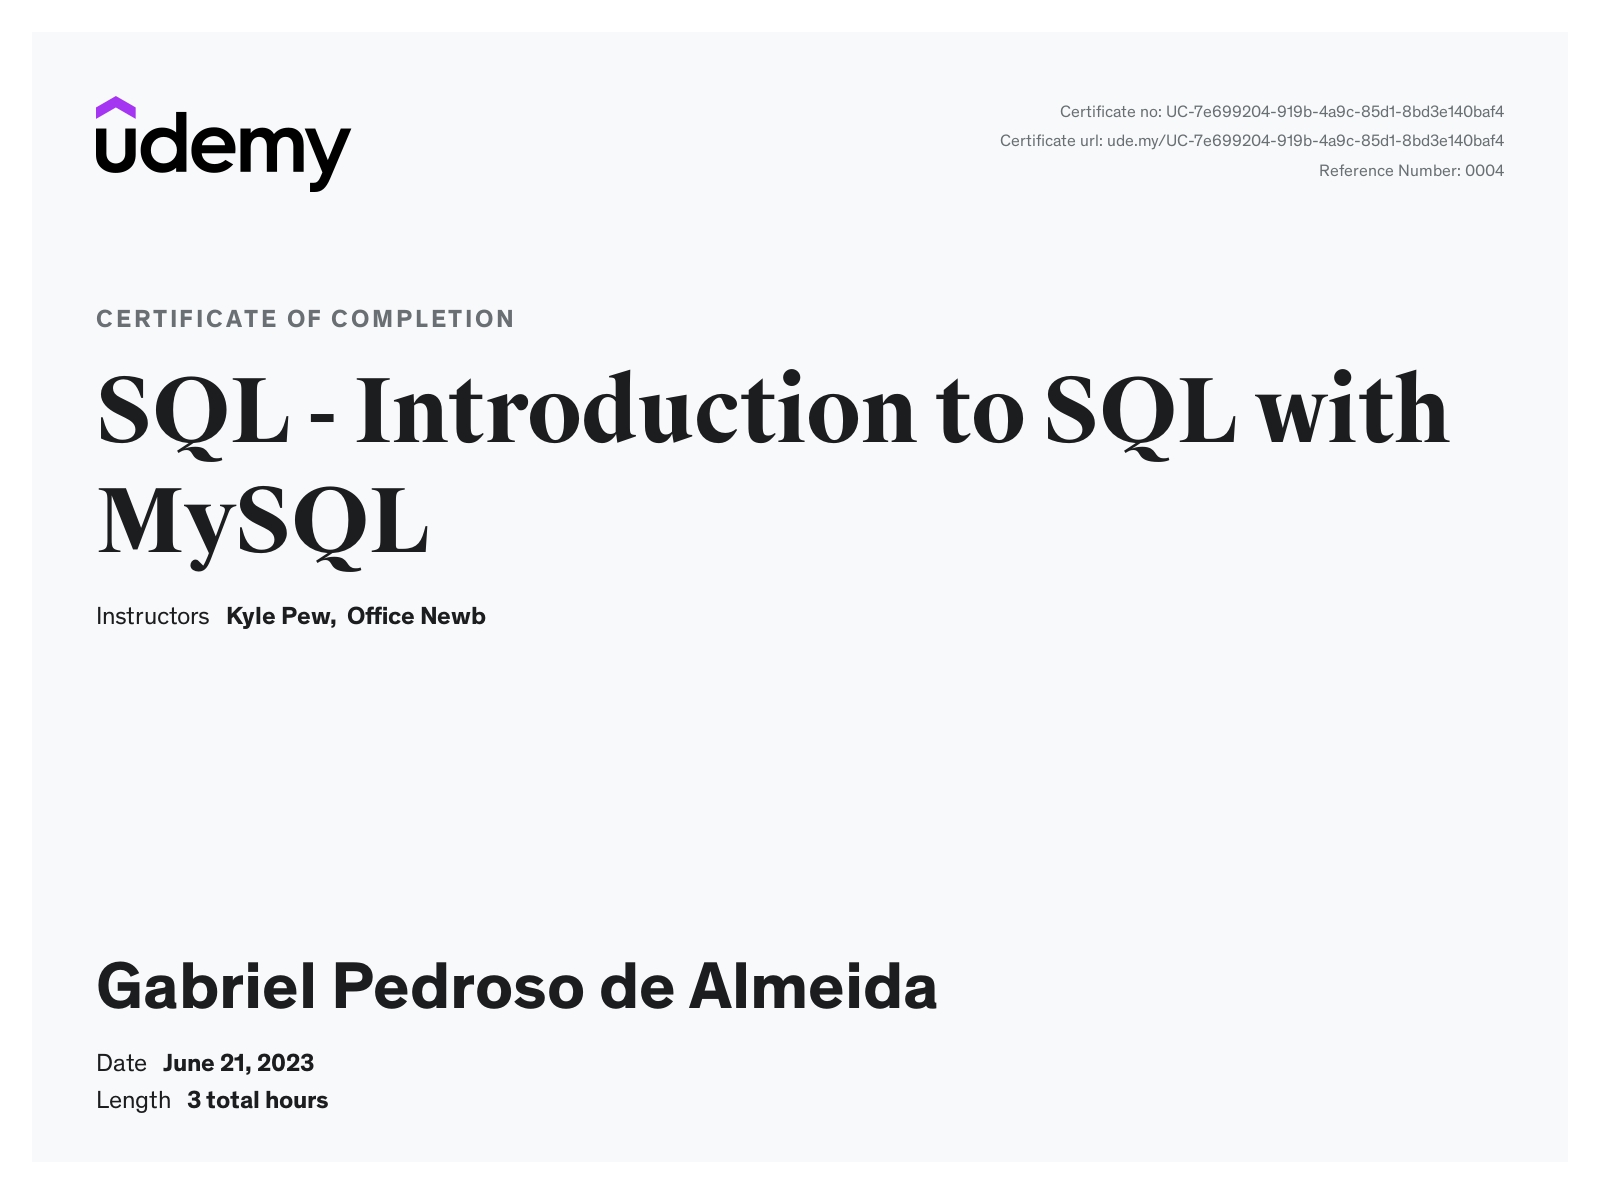 udemy
Certificate no: UC-7e699204-919b-4a9c-85d1-8bd3e140baf4
Certificate url: ude.my/UC-7e699204-919b-4a9c-85d1-8bd3e140baf4
Reference Number: 0004
CERTIFICATE OF COMPLETION
SQL - Introduction to SQL with
MySQL
Instructors Kyle Pew, Office Newb
Gabriel Pedroso de Almeida
Date June 21, 2023
Length 3 total hours